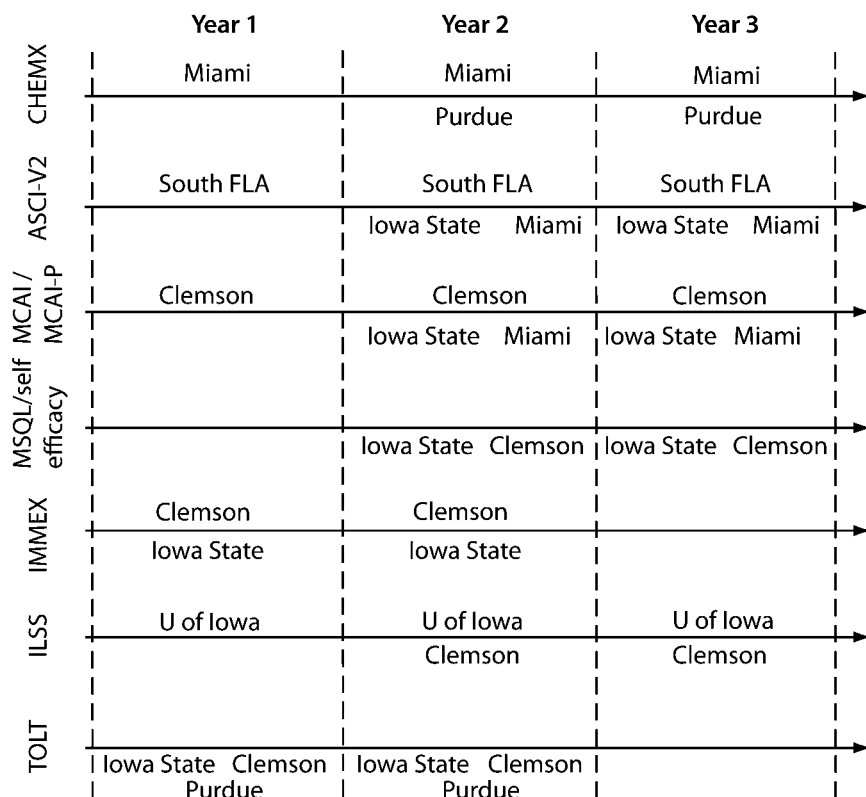 Year 1 Year 2 Year 3
CHEMX
Miami Miami Miami
Purdue Purdue
ASCI-V2
South FLA South FLA South FLA
Iowa State Miami Iowa State Miami
MCAI /
MCAI-P
Clemson Clemson Clemson
Iowa State Miami Iowa State Miami
MSQL/self
efficacy
Iowa State Clemson Iowa State Clemson
IMMEX
Clemson Clemson
Iowa State Iowa State
ILSS
U of Iowa U of Iowa U of Iowa
Clemson Clemson
TOLT
Iowa State Clemson Iowa State Clemson
Purdue Purdue